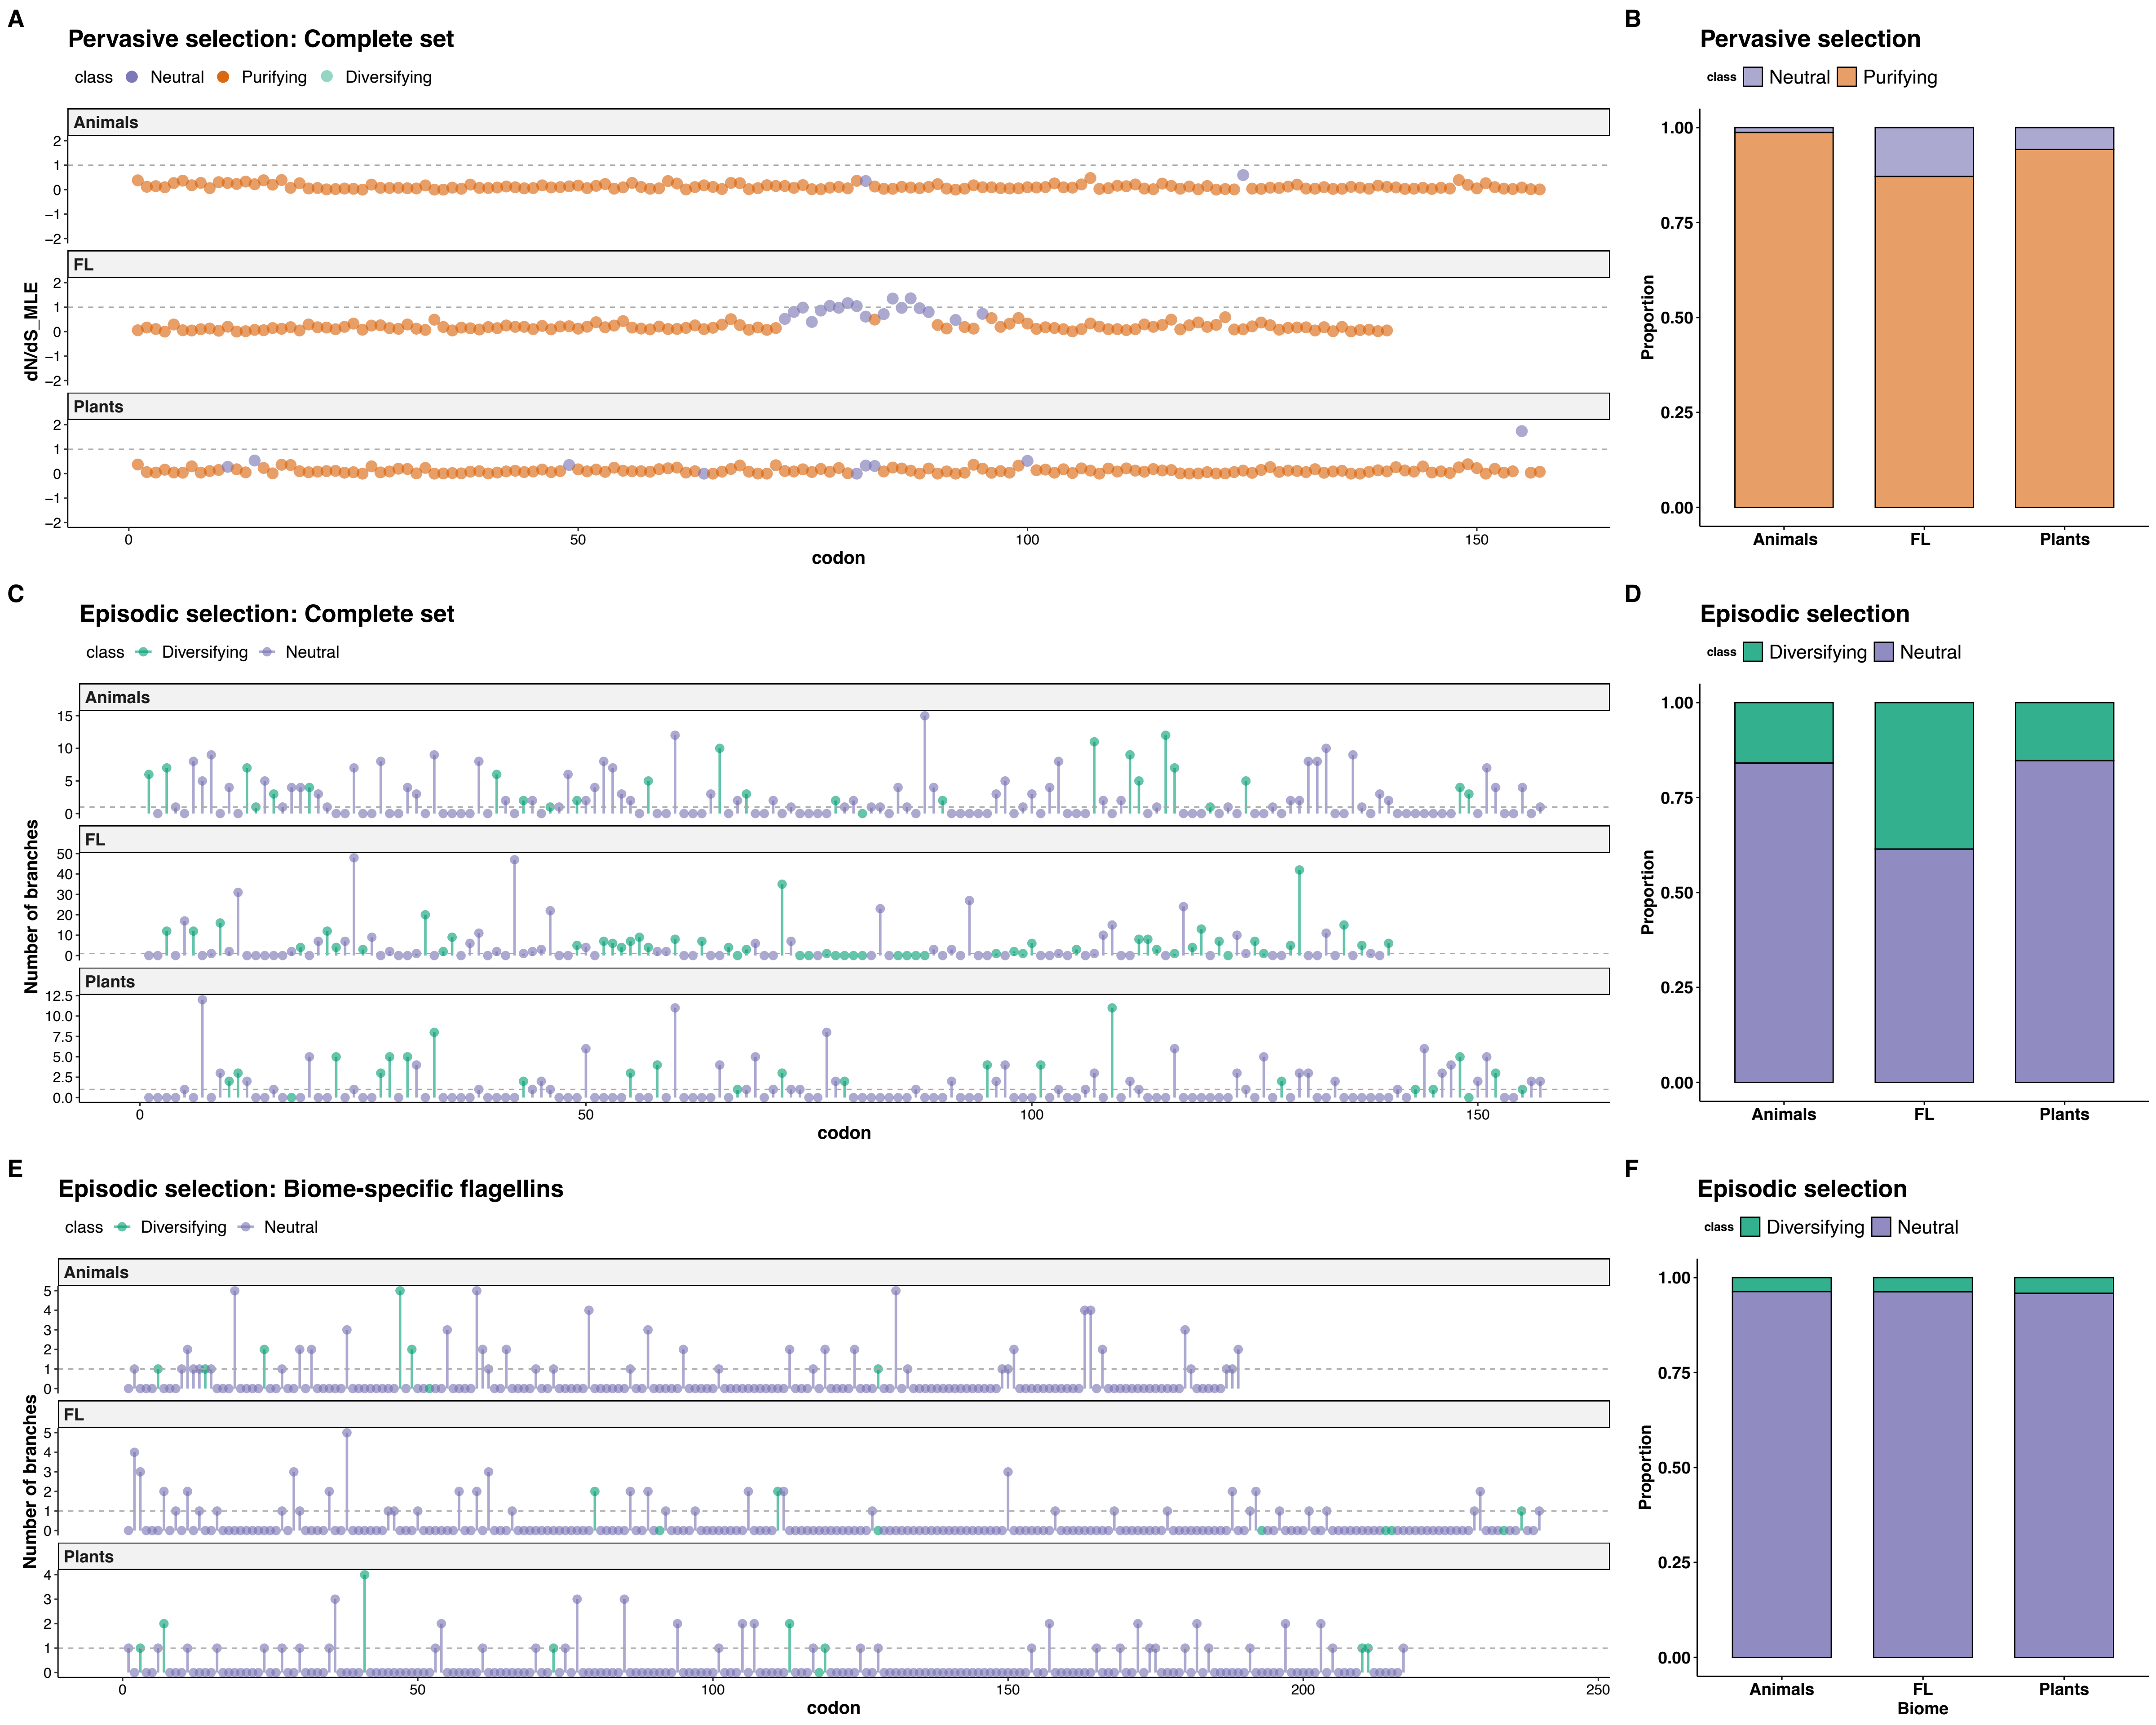 A
Pervasive selection: Complete set
class Neutral Purifying Diversifying
Animals
2
1
0
−1
−2
FL
2
1
0
−1
−2
Plants
2
1
0
−1
−2
dN/dS_MLE
0 50 100 150
codon
B
Pervasive selection
class Neutral Purifying
1.00
0.75
0.50
0.25
0.00
Proportion
Animals FL Plants
C
Episodic selection: Complete set
class Diversifying Neutral
Animals
15
10
5
0
FL
50
40
30
20
10
0
Plants
12.5
10.0
7.5
5.0
2.5
0.0
Number of branches
0 50 100 150
codon
D
Episodic selection
class Diversifying Neutral
1.00
0.75
0.50
0.25
0.00
Proportion
Animals FL Plants
E
Episodic selection: Biome-specific flagellins
class Diversifying Neutral
Animals
5
4
3
2
1
0
FL
5
4
3
2
1
0
Plants
4
3
2
1
0
Number of branches
0 50 100 150 200 250
codon
F
Episodic selection
class Diversifying Neutral
1.00
0.75
0.50
0.25
0.00
Proportion
Animals FL Plants
Biome